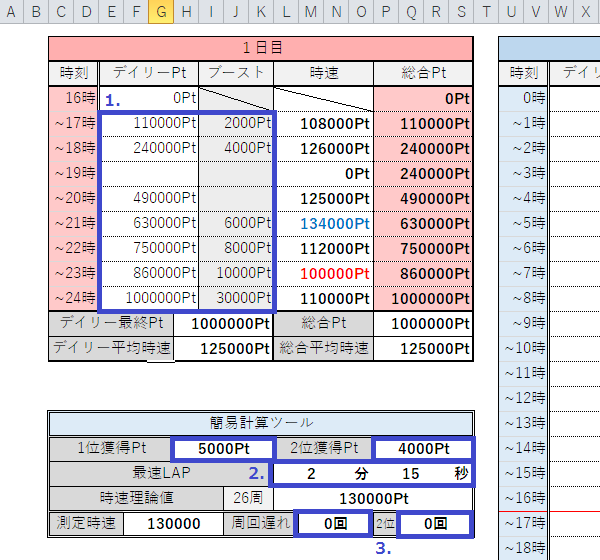 A B C D E F G H I J K L M N O P Q R S T U V W X
1日目
時刻 デイリーPt ブースト 時速 総合Pt 時刻 デイリ
16時 1. 0Pt 0Pt 0時
~17時 110000Pt 2000Pt 108000Pt 110000Pt ~1時
~18時 240000Pt 4000Pt 126000Pt 240000Pt ~2時
~19時 0Pt 240000Pt ~3時
~20時 490000Pt 125000Pt 490000Pt ~4時
~21時 630000Pt 6000Pt 134000Pt 630000Pt ~5時
~22時 750000Pt 8000Pt 112000Pt 750000Pt ~6時
~23時 860000Pt 10000Pt 100000Pt 860000Pt ~7時
~24時 1000000Pt 30000Pt 110000Pt 1000000Pt ~8時
デイリー最終Pt 1000000Pt 総合Pt 1000000Pt ~9時
デイリー平均時速 125000Pt 総合平均時速 125000Pt ~10時
~11時
~12時
簡易計算ツール ~13時
1位獲得Pt 5000Pt 2位獲得Pt 4000Pt ~14時
最速LAP 2. 2 分 15 秒 ~15時
時速理論値 26周 130000Pt ~16時
測定時速 130000 周回遅れ 0回 2位 0回 ~17時
3. ~18時